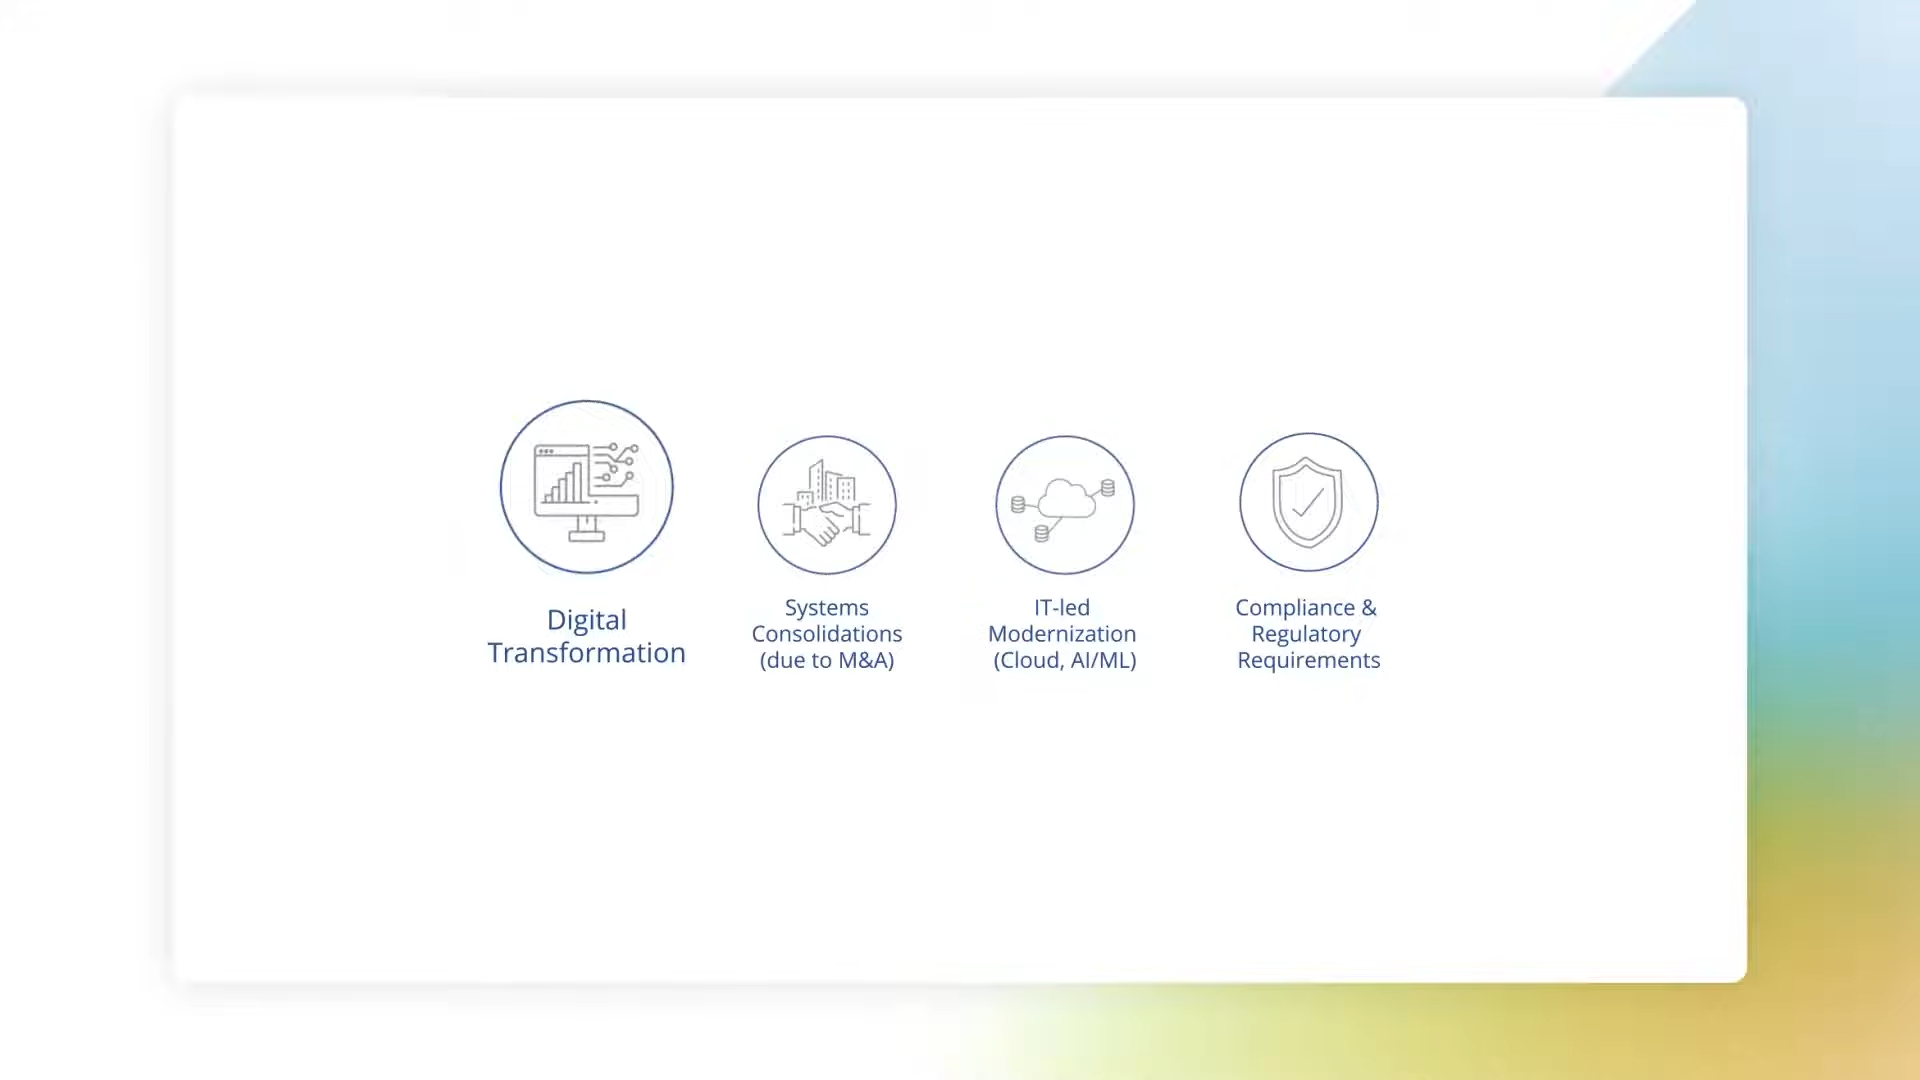 Digital
Transformation
Systems
Consolidations
(due to M&A)
IT-led
Modernization
(Cloud, AI/ML)
Compliance &
Regulatory
Requirements